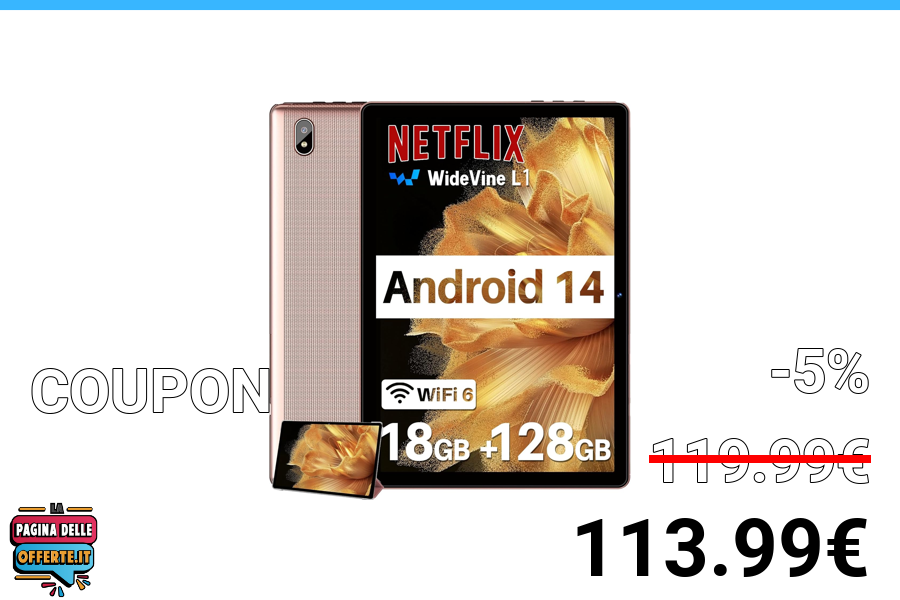 NETFLIX
WideVine L1
Android 14
WiFi 6
18GB +128GB
COUPON
-5%
119.99€
113.99€
LA
PAGINA DELLE
OFFERTE.IT